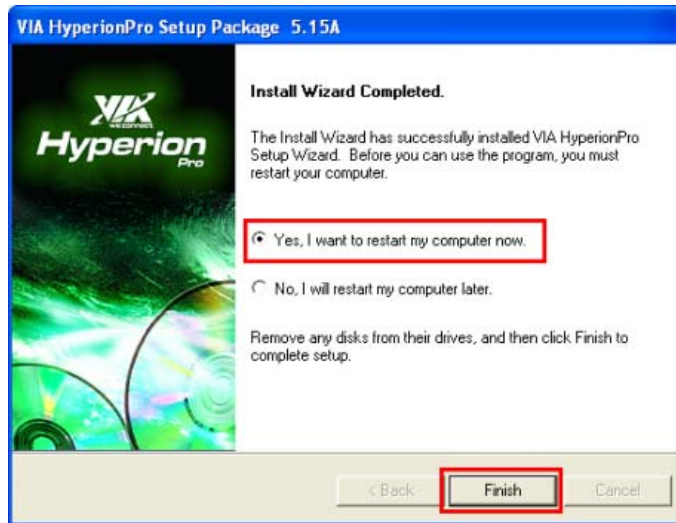 VIA HyperionPro Setup Package 5.15A
VIA
we connect
Hyperion
Pro
Install Wizard Completed.
The Install Wizard has successfully installed VIA HyperionPro
Setup Wizard. Before you can use the program, you must
restart your computer.
Yes, I want to restart my computer now.
No, I will restart my computer later.
Remove any disks from their drives, and then click Finish to
complete setup.
< Back
Finish
Cancel